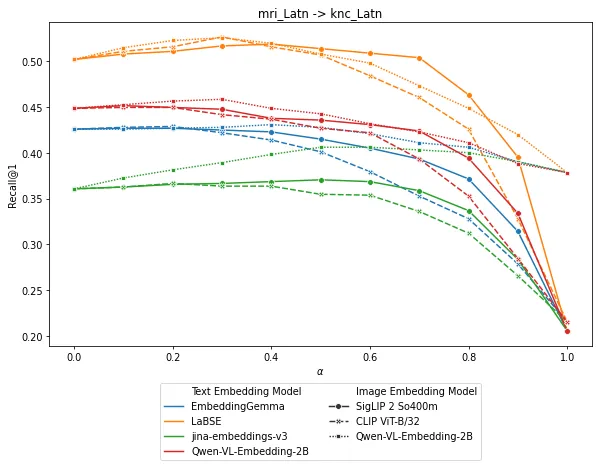 mri_Latn -> knc_Latn
Recall@1
0.50
0.45
0.40
0.35
0.30
0.25
0.20
0.0 0.2 0.4 0.6 0.8 1.0
α
Text Embedding Model Image Embedding Model
EmbeddingGemma SigLIP 2 So400m
LaBSE CLIP ViT-B/32
jina-embeddings-v3 Qwen-VL-Embedding-2B
Qwen-VL-Embedding-2B